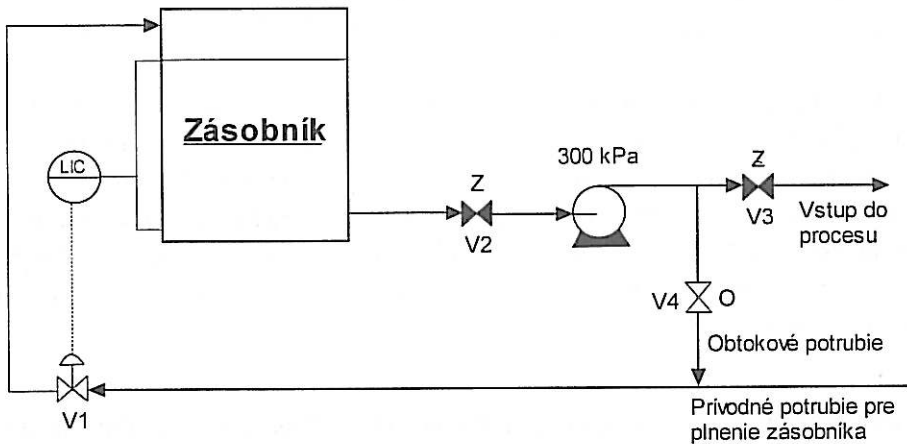 Zásobník
LIC
300 kPa
Z
Z
V2
V3
Vstup do
procesu
V4
O
Obtokové potrubie
V1
Prívodné potrubie pre
plnenie zásobníka